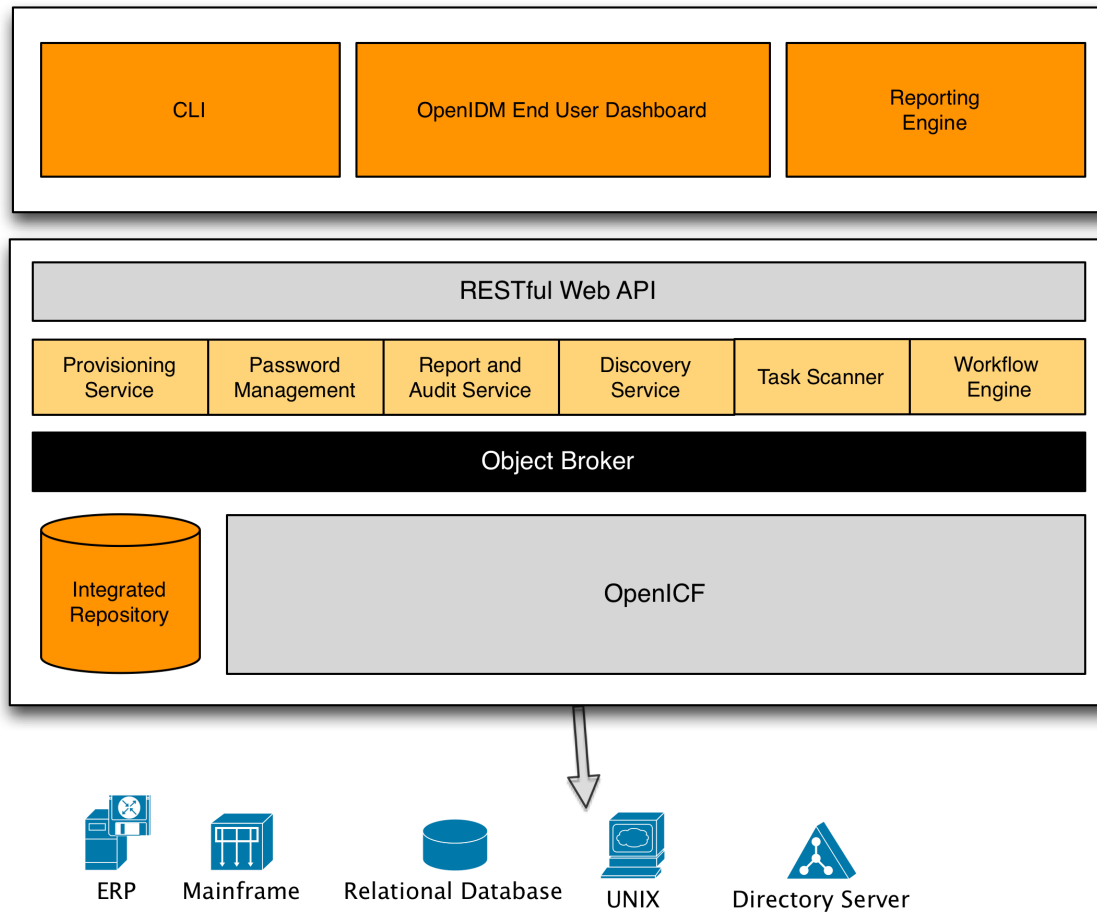 CLI
OpenIDM End User Dashboard
Reporting
Engine
RESTful Web API
Provisioning
Service
Password
Management
Report and
Audit Service
Discovery
Service
Task Scanner
Workflow
Engine
Object Broker
Integrated
Repository
OpenICF
ERP
Mainframe
Relational Database
UNIX
Directory Server